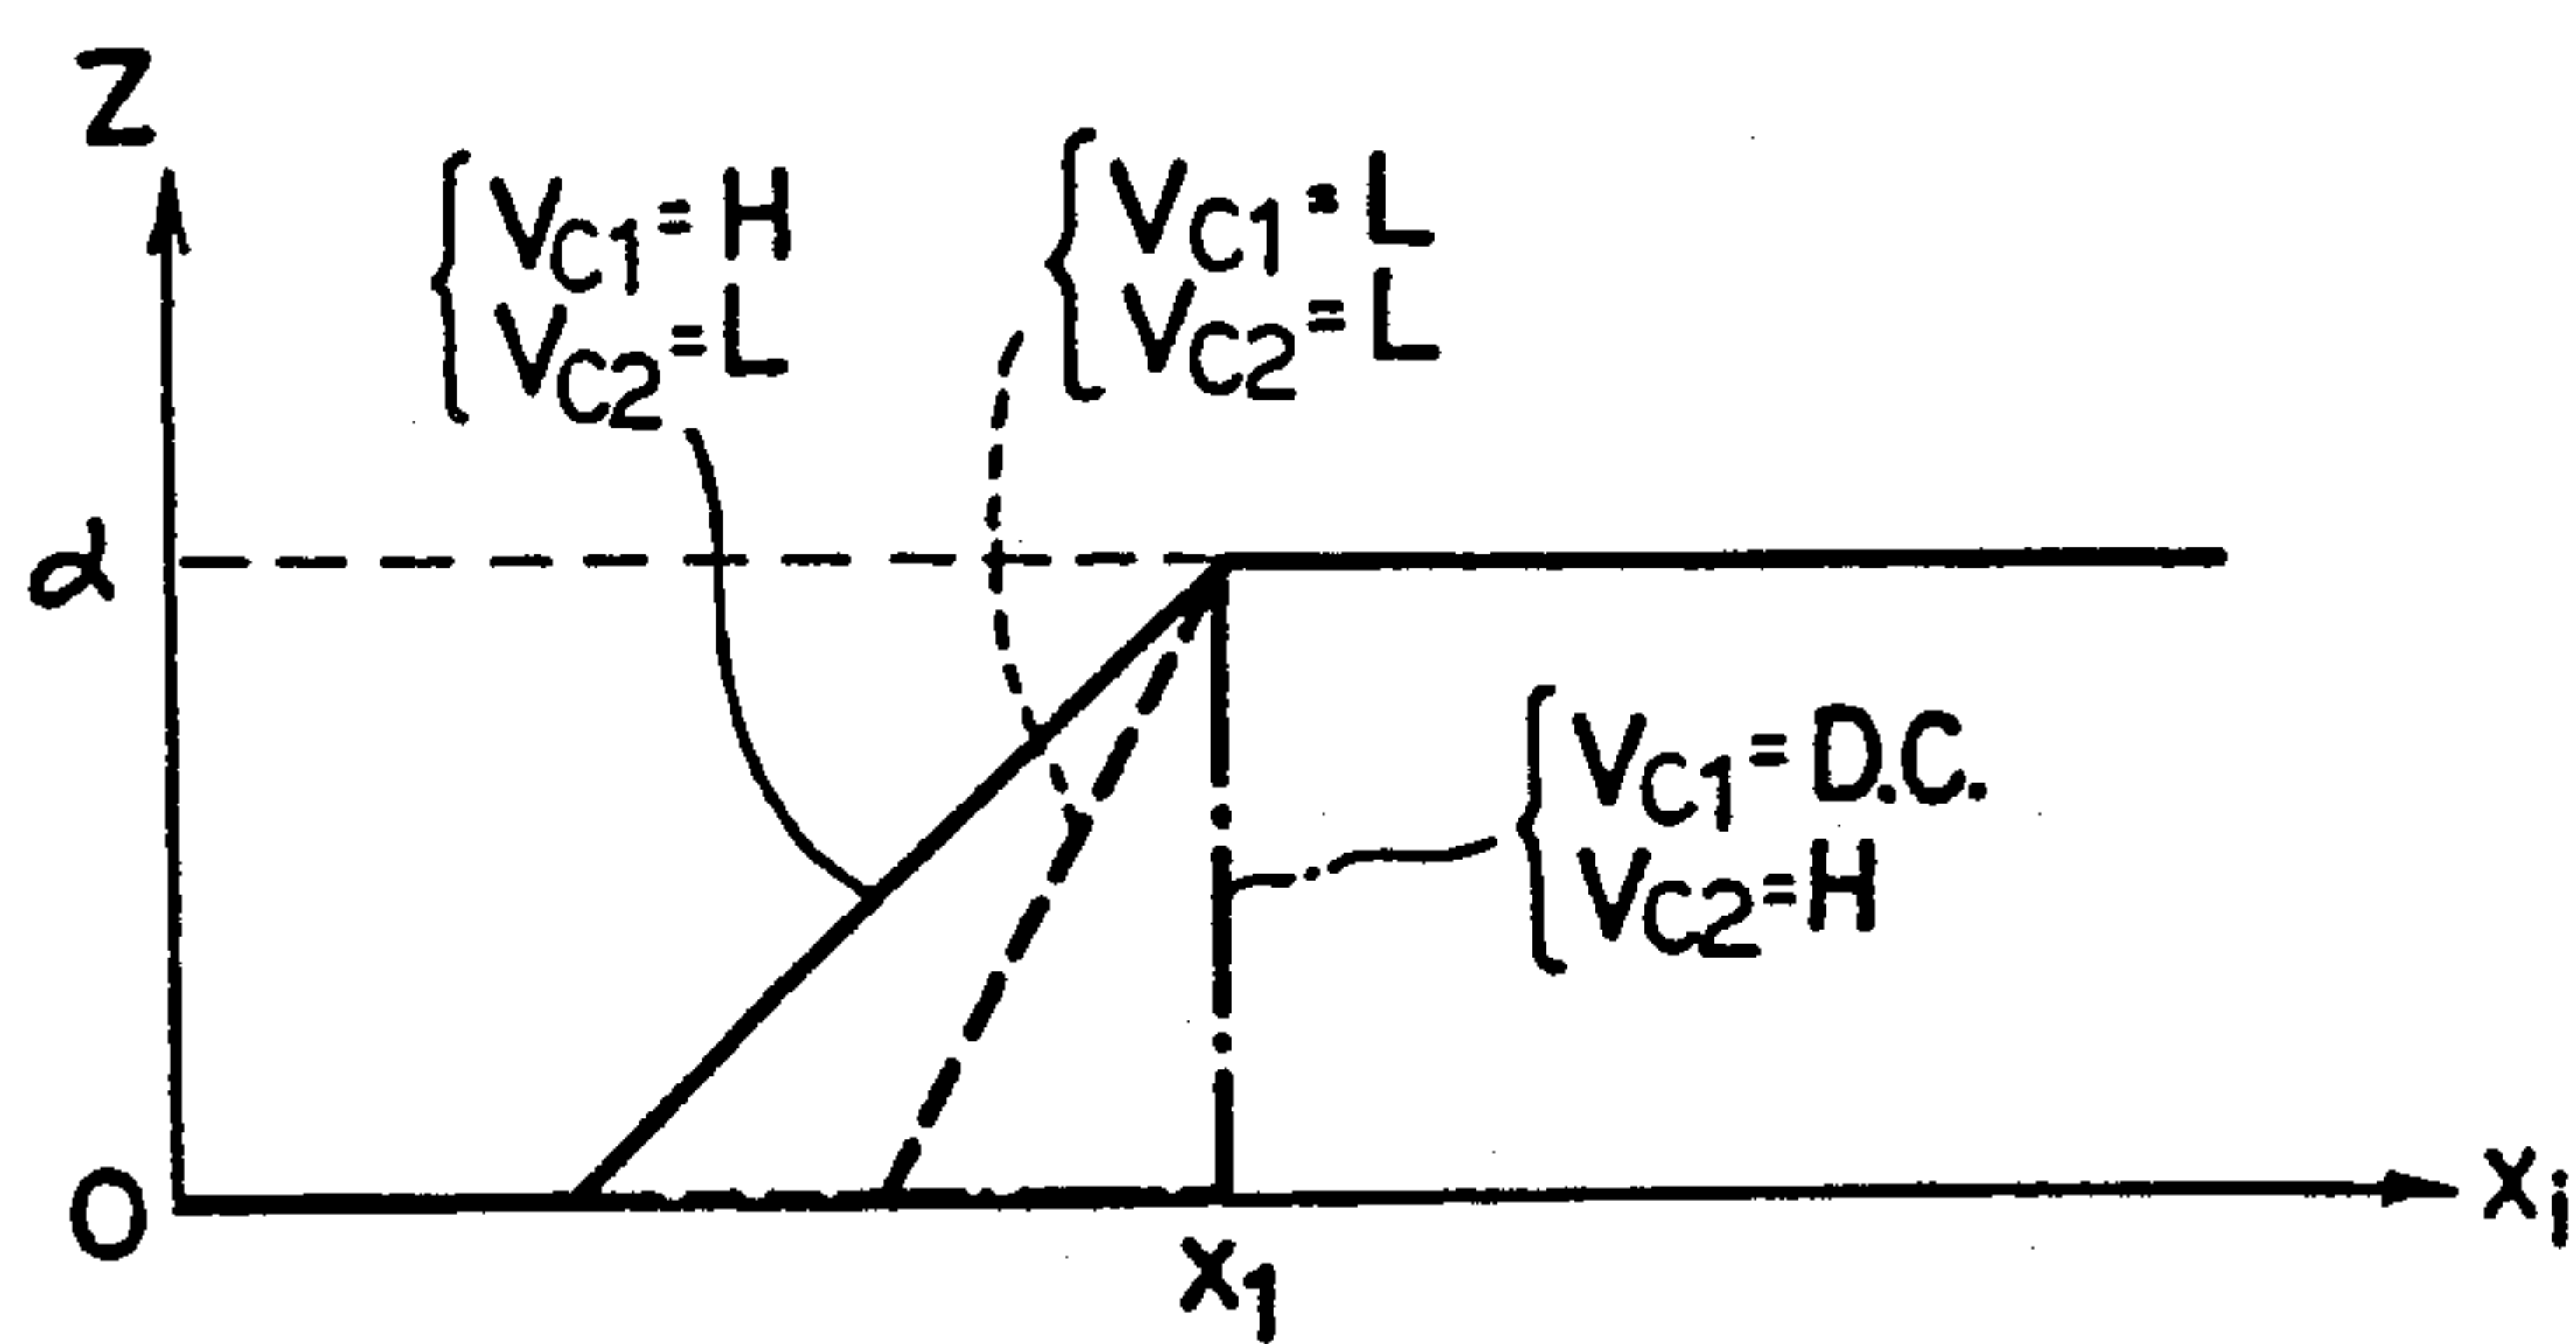 Z
V_C1 = H
V_C2 = L
V_C1 = L
V_C2 = L
α
V_C1 = D.C.
V_C2 = H
O
x_i
x_1